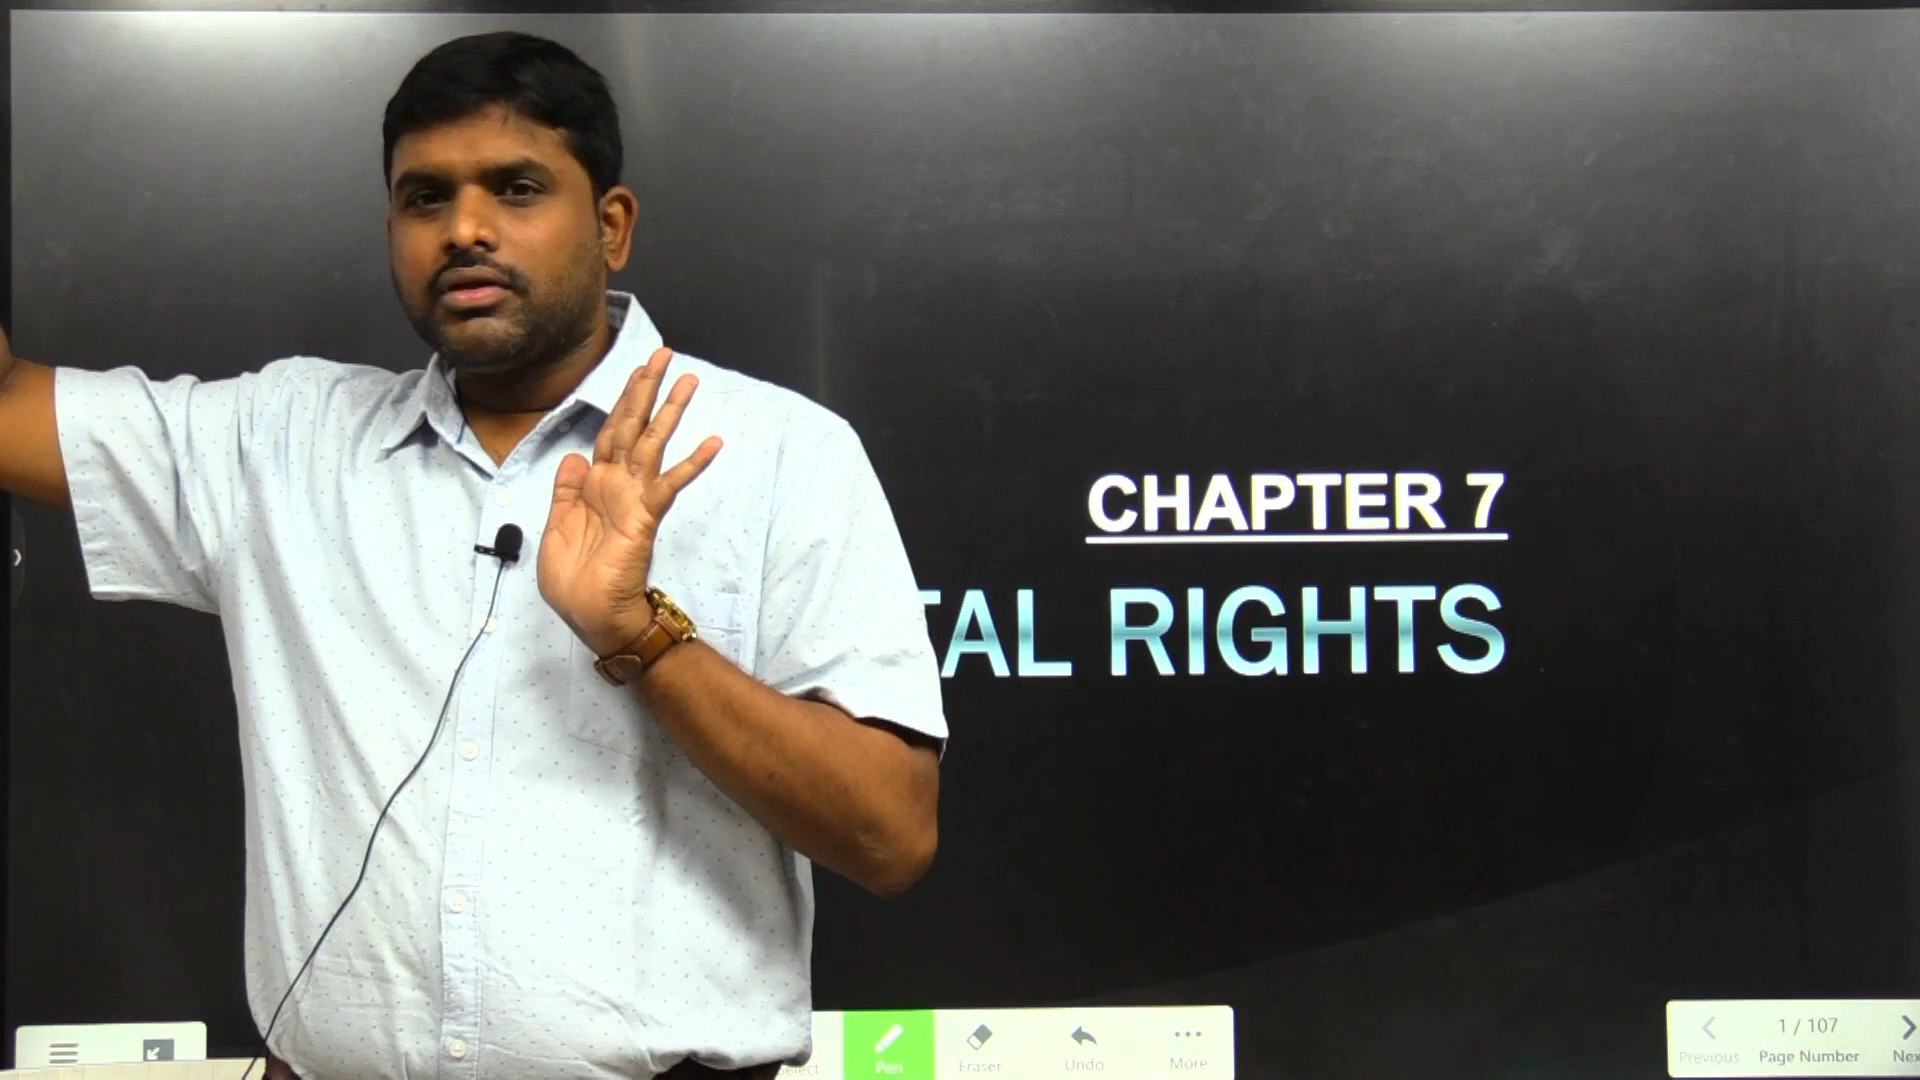 CHAPTER 7
TAL RIGHTS
Pen
Eraser
Undo
More
1 / 107
Previous
Page Number